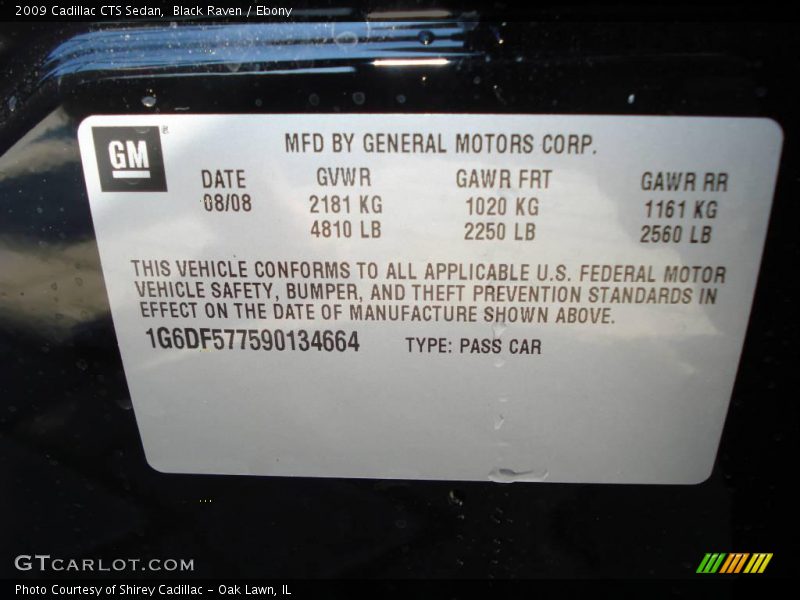 2009 Cadillac CTS Sedan, Black Raven / Ebony
GM
MFD BY GENERAL MOTORS CORP.
DATE GVWR GAWR FRT GAWR RR
08/08 2181 KG 1020 KG 1161 KG
4810 LB 2250 LB 2560 LB
THIS VEHICLE CONFORMS TO ALL APPLICABLE U.S. FEDERAL MOTOR
VEHICLE SAFETY, BUMPER, AND THEFT PREVENTION STANDARDS IN
EFFECT ON THE DATE OF MANUFACTURE SHOWN ABOVE.
1G6DF577590134664 TYPE: PASS CAR
GTCARLOT.COM
Photo Courtesy of Shirey Cadillac - Oak Lawn, IL